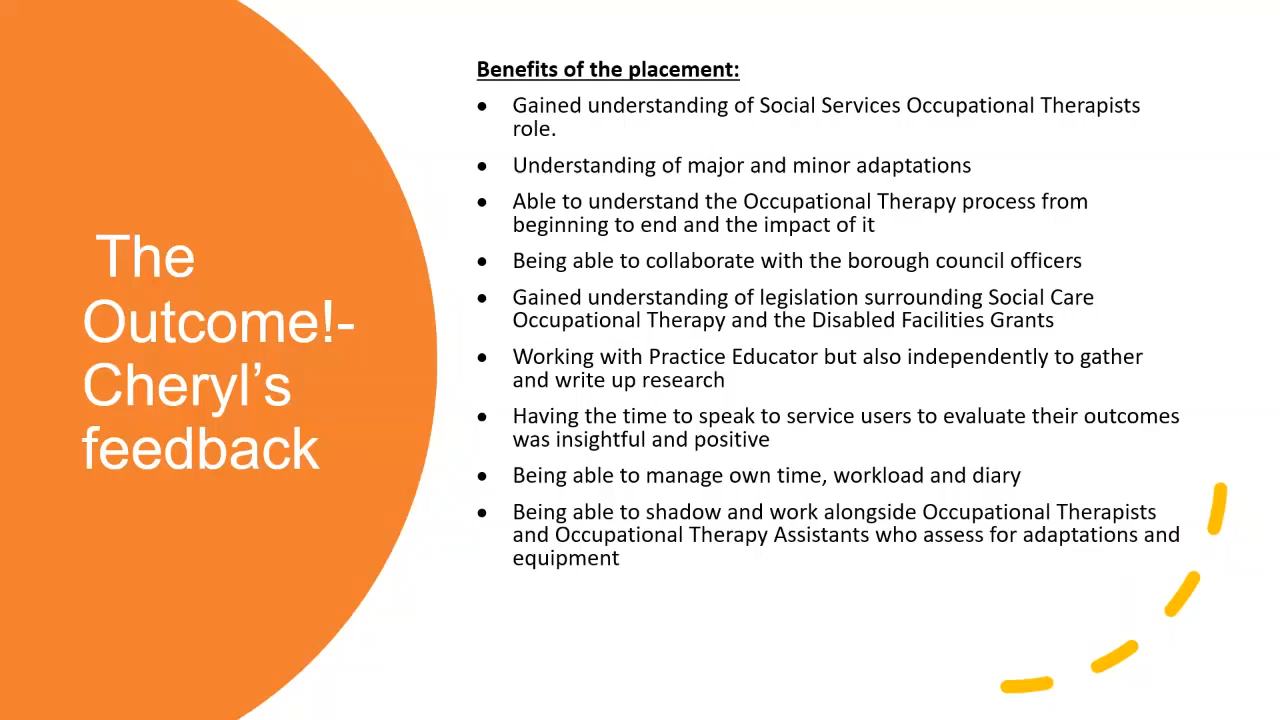 The
Outcome!-
Cheryl’s
feedback
Benefits of the placement:
• Gained understanding of Social Services Occupational Therapists
role.
• Understanding of major and minor adaptations
• Able to understand the Occupational Therapy process from
beginning to end and the impact of it
• Being able to collaborate with the borough council officers
• Gained understanding of legislation surrounding Social Care
Occupational Therapy and the Disabled Facilities Grants
• Working with Practice Educator but also independently to gather
and write up research
• Having the time to speak to service users to evaluate their outcomes
was insightful and positive
• Being able to manage own time, workload and diary
• Being able to shadow and work alongside Occupational Therapists
and Occupational Therapy Assistants who assess for adaptations and
equipment